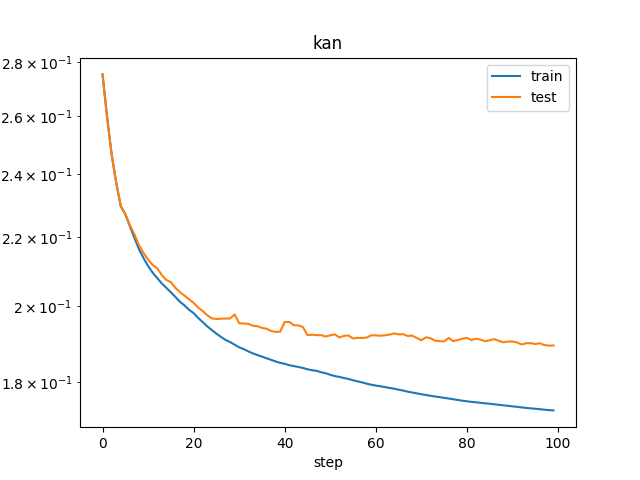 kan
2.8 × 10⁻¹
2.6 × 10⁻¹
2.4 × 10⁻¹
2.2 × 10⁻¹
2 × 10⁻¹
1.8 × 10⁻¹
train
test
0 20 40 60 80 100
step